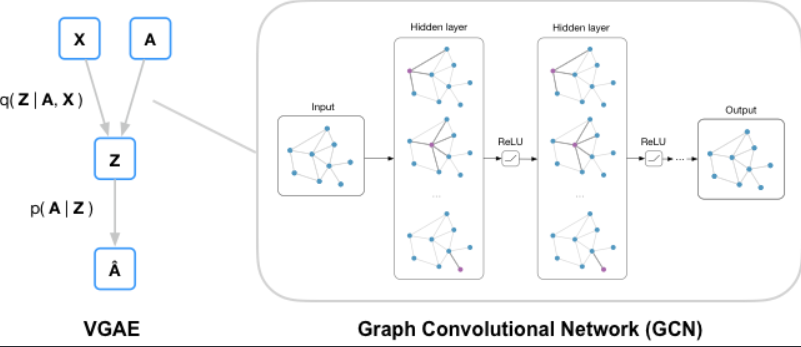 X
A
q( Z | A, X )
Z
p( A | Z )
Â
VGAE
Input
Hidden layer
...
ReLU
Hidden layer
...
ReLU
....
Output
Graph Convolutional Network (GCN)